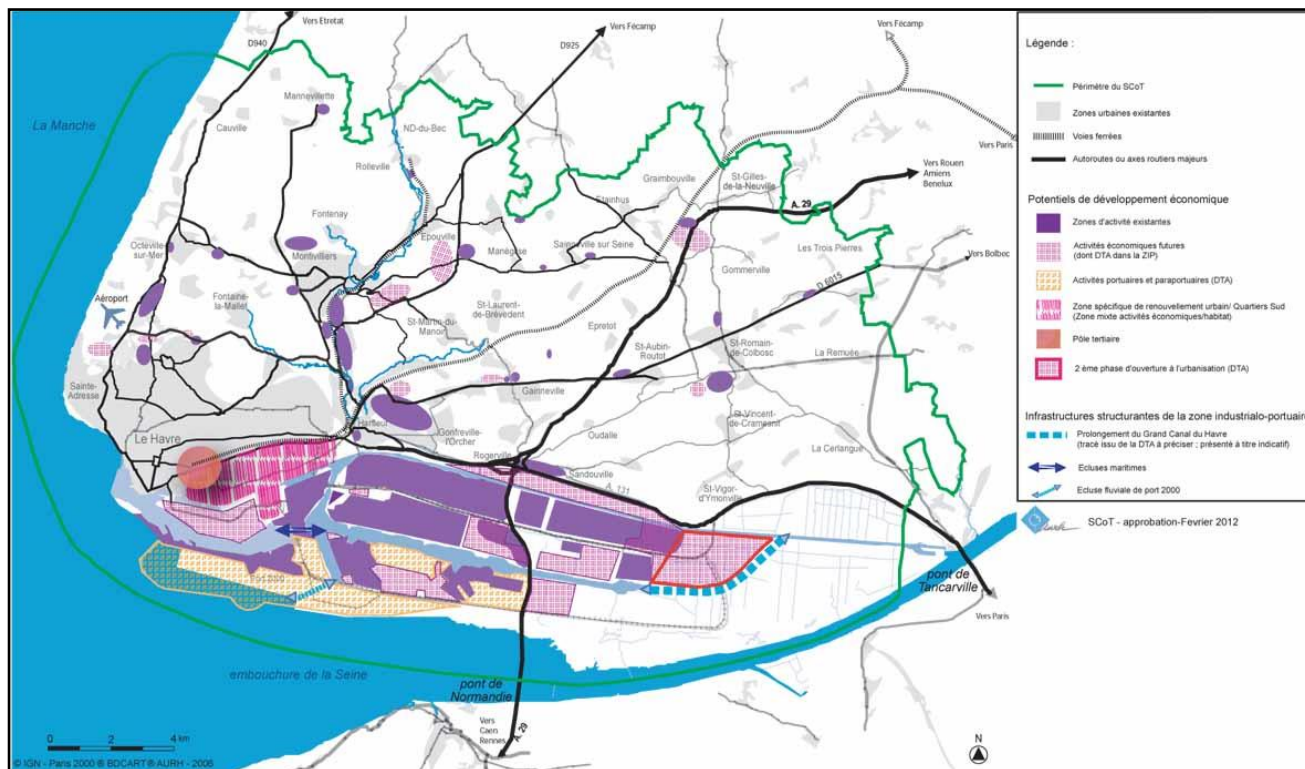 Vers Etretat
D940
Vers Fécamp
D925
Vers Fécamp
Mannevillette
La Manche
Cauville
ND-du-Bec
Rolleville
Vers Paris
Vers Rouen
Amiens
Benelux
St-Gilles-
de-la-Neuville
Graimbouville
A. 29
Fontenay
Epouville
Manéglise
Sainneville sur Seine
Octeville-
sur-Mer
Montivilliers
Les Trois Pierres
Gommerville
Vers Bolbec
D 6015
Aéroport
Fontaine-
la-Mallet
St-Laurent-
de-Brèvedent
St-Martin-du-
Manoir
Epretot
St-Aubin-
Routot
St-Romain-
de-Colbosc
La Remuée
Sainte-
Adresse
Gainneville
Harfleur
Gonfreville-
l'Orcher
St-Vincent-
de-Cramesnil
Le Havre
Oudalle
Rogerville
La Cerlangue
Sandouville
St-Vigor-
d'Ymonville
pont de
Tancarville
Vers Paris
embouchure de la Seine
pont de
Normandie
A. 29
Vers
Caen
Rennes
0 2 4 km
N
© IGN - Paris 2000 ® BDCART® AURH - 2006
Légende :
Périmètre du SCoT
Zones urbaines existantes
Voies ferrées
Autoroutes ou axes routiers majeurs
Potentiels de développement économique
Zones d'activité existantes
Activités économiques futures
(dont DTA dans la ZIP)
Activités portuaires et paraportuaires (DTA)
Zone spécifique de renouvellement urbain/ Quartiers Sud
(Zone mixte activités économiques/habitat)
Pôle tertiaire
2 ème phase d'ouverture à l'urbanisation (DTA)
Infrastructures structurantes de la zone industrialo-portuaire
Prolongement du Grand Canal du Havre
(tracé issu de la DTA à préciser ; présenté à titre indicatif)
Ecluses maritimes
Ecluse fluviale de port 2000
SCoT - approbation-Fevrier 2012